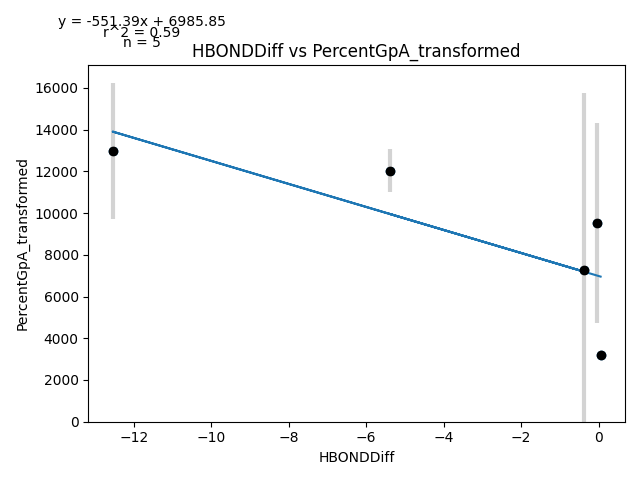 y = -551.39x + 6985.85
r^2 = 0.59
n = 5
HBONDDiff vs PercentGpA_transformed
PercentGpA_transformed
16000
14000
12000
10000
8000
6000
4000
2000
0
−12
−10
−8
−6
−4
−2
0
HBONDDiff